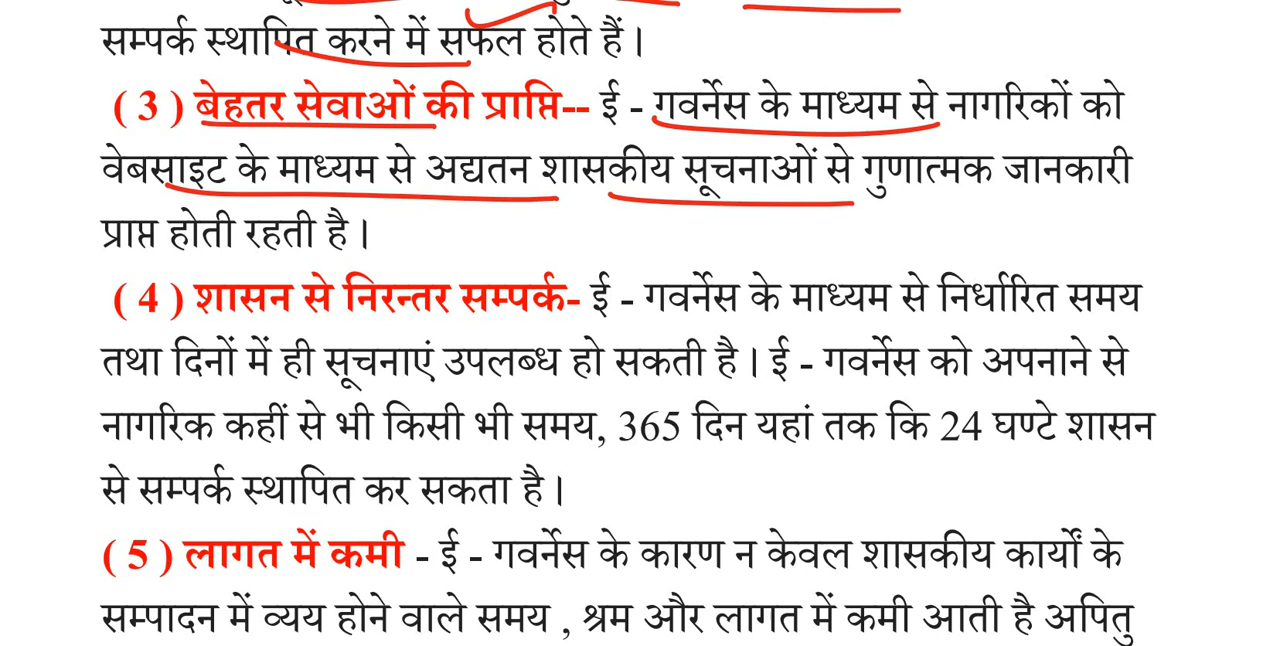 सम्पर्क स्थापित करने में सफल होते हैं।
( 3 ) बेहतर सेवाओं की प्राप्ति-- ई - गवर्नेस के माध्यम से नागरिकों को
वेबसाइट के माध्यम से अद्यतन शासकीय सूचनाओं से गुणात्मक जानकारी
प्राप्त होती रहती है।
( 4 ) शासन से निरन्तर सम्पर्क- ई - गवर्नेस के माध्यम से निर्धारित समय
तथा दिनों में ही सूचनाएं उपलब्ध हो सकती है। ई - गवर्नेस को अपनाने से
नागरिक कहीं से भी किसी भी समय, 365 दिन यहां तक कि 24 घण्टे शासन
से सम्पर्क स्थापित कर सकता है।
( 5 ) लागत में कमी - ई - गवर्नेस के कारण न केवल शासकीय कार्यों के
सम्पादन में व्यय होने वाले समय , श्रम और लागत में कमी आती है अपितु